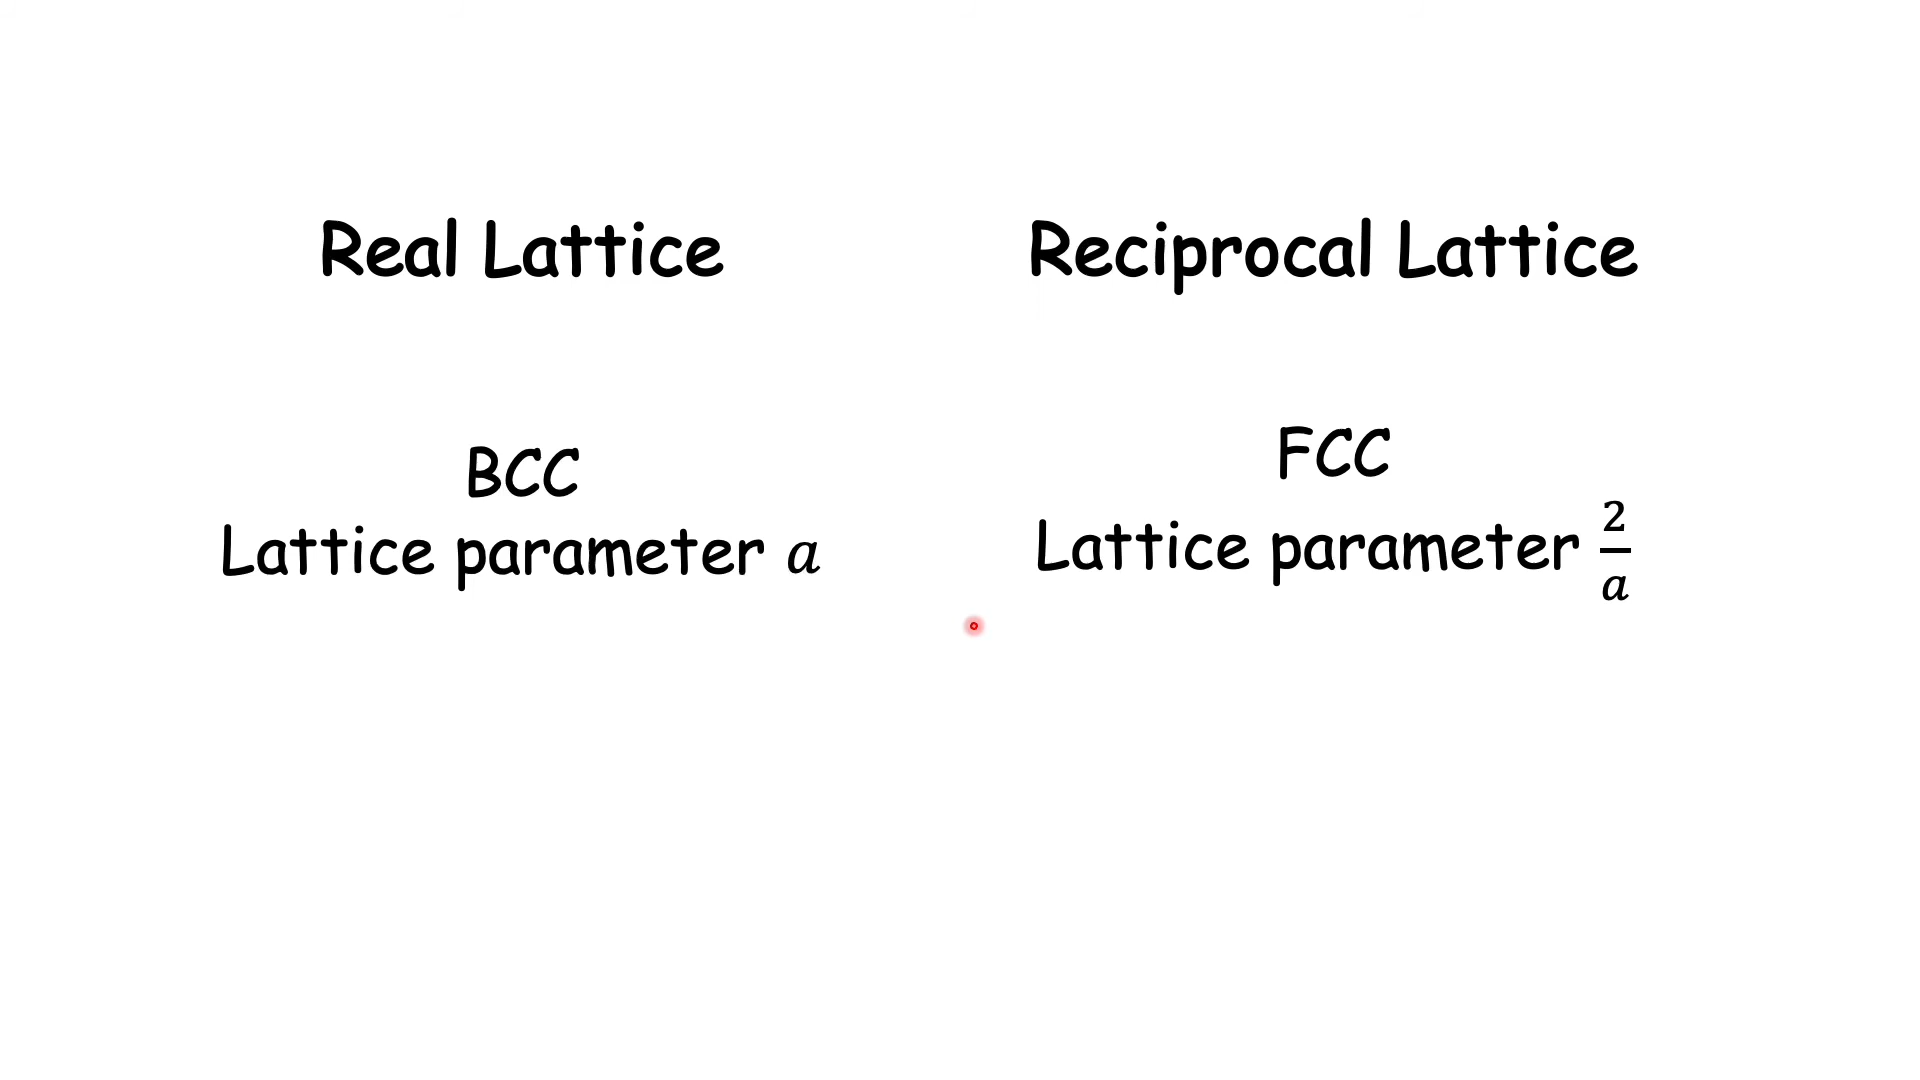 Real Lattice
BCC
Lattice parameter 𝑎
Reciprocal Lattice
FCC
Lattice parameter 2/𝑎